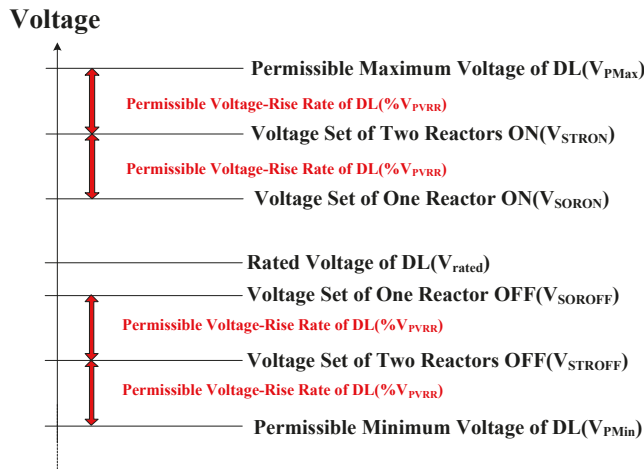 Voltage
Permissible Maximum Voltage of DL(VPMax)
Permissible Voltage-Rise Rate of DL(%VPVRR)
Voltage Set of Two Reactors ON(VSTRON)
Permissible Voltage-Rise Rate of DL(%VPVRR)
Voltage Set of One Reactor ON(VSORON)
Rated Voltage of DL(Vrated)
Voltage Set of One Reactor OFF(VSOROFF)
Permissible Voltage-Rise Rate of DL(%VPVRR)
Voltage Set of Two Reactors OFF(VSTROFF)
Permissible Voltage-Rise Rate of DL(%VPVRR)
Permissible Minimum Voltage of DL(VPMin)